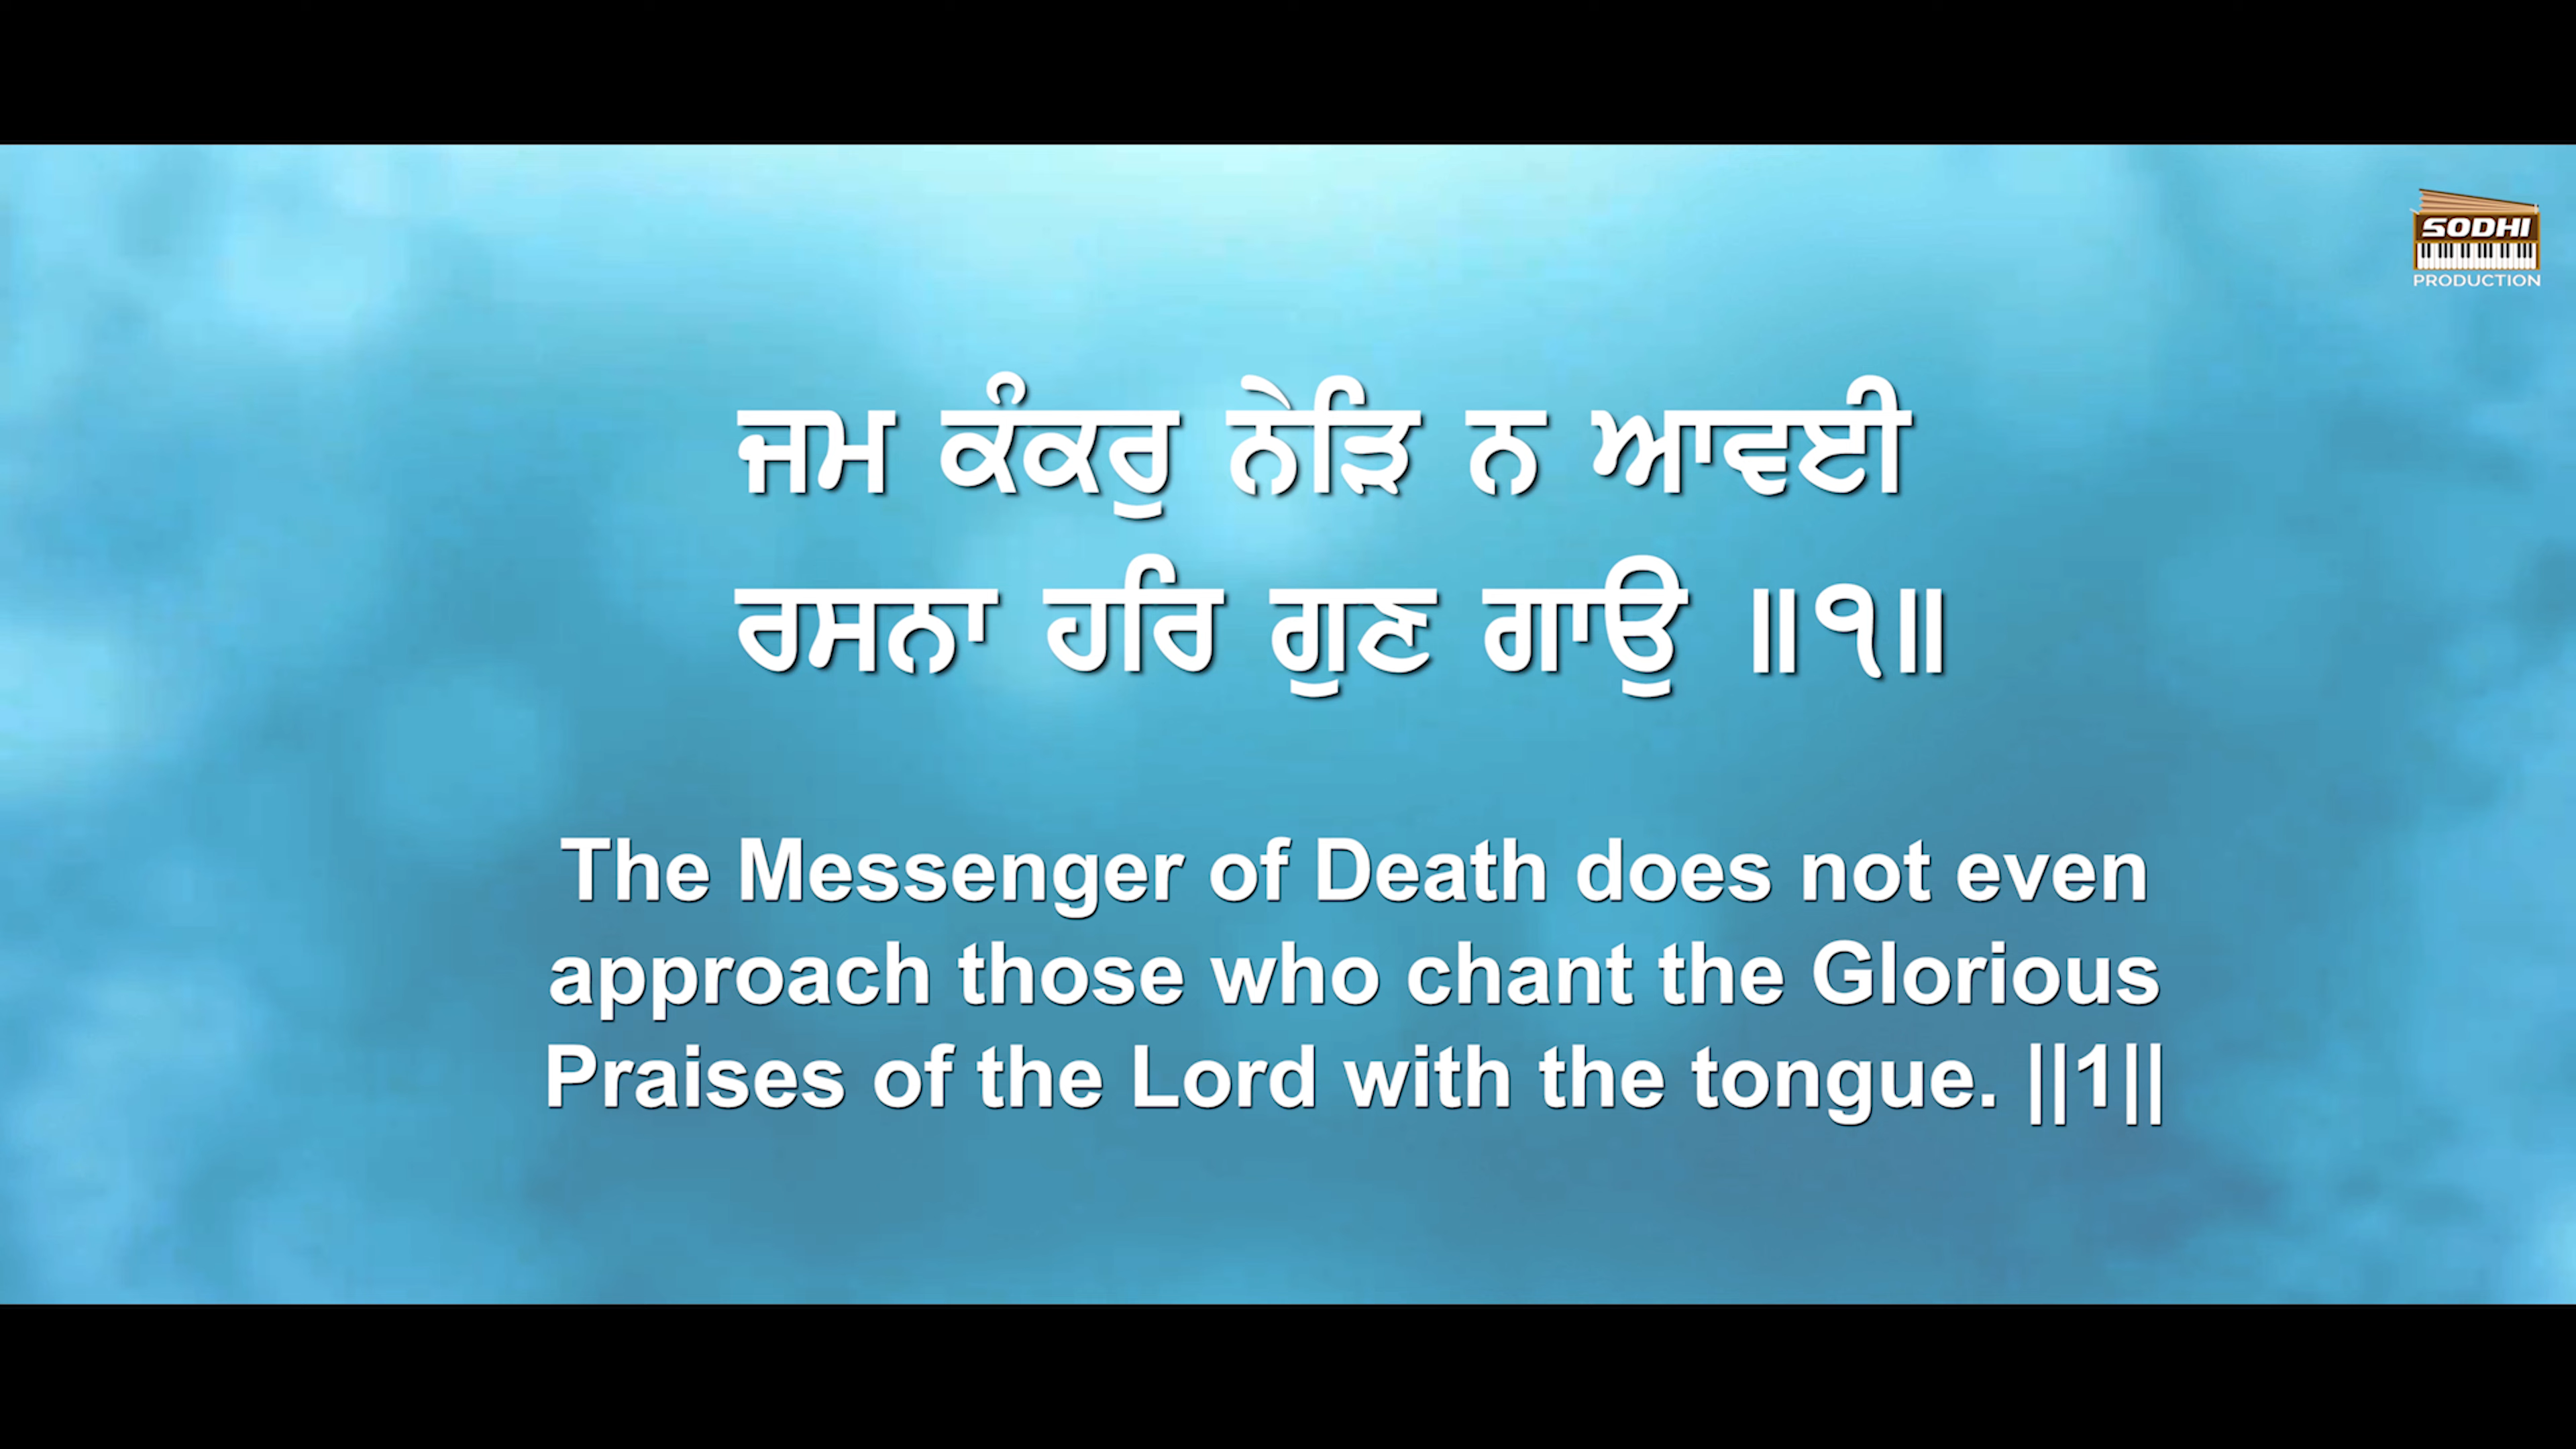 SODHI
PRODUCTION
ਜਮ ਕੰਕਰੁ ਨੇੜਿ ਨ ਆਵਈ
ਰਸਨਾ ਹਰਿ ਗੁਣ ਗਾਉ ॥੧॥
The Messenger of Death does not even
approach those who chant the Glorious
Praises of the Lord with the tongue. ||1||